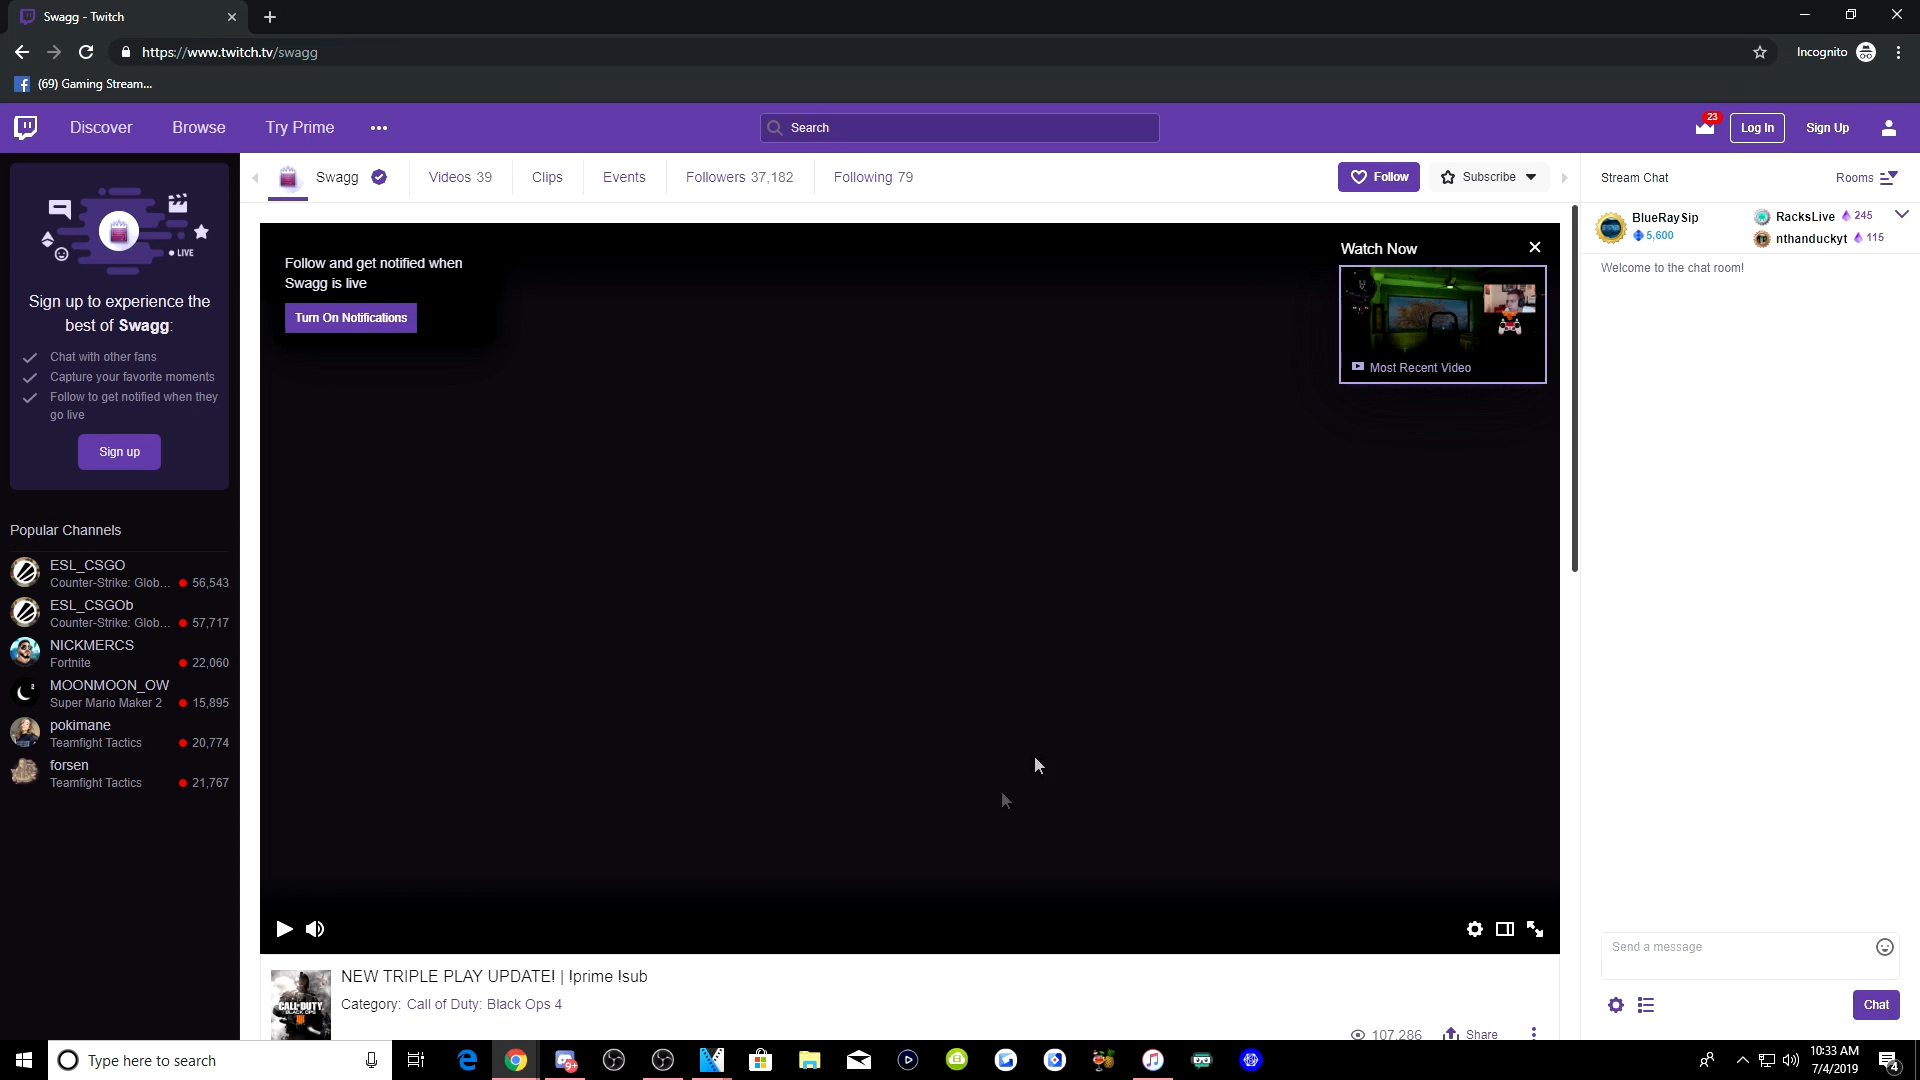 Swagg - Twitch
https://www.twitch.tv/swagg
Incognito
(69) Gaming Stream...
Discover
Browse
Try Prime
Search
23
Log In
Sign Up
Swagg
Videos 39
Clips
Events
Followers 37,182
Following 79
Follow
Subscribe
Stream Chat
Rooms
LIVE
Sign up to experience the
best of Swagg:
Chat with other fans
Capture your favorite moments
Follow to get notified when they
go live
Sign up
Popular Channels
ESL_CSGO
Counter-Strike: Glob... 56,543
ESL_CSGOb
Counter-Strike: Glob... 57,717
NICKMERCS
Fortnite 22,060
MOONMOON_OW
Super Mario Maker 2 15,895
pokimane
Teamfight Tactics 20,774
forsen
Teamfight Tactics 21,767
Follow and get notified when
Swagg is live
Turn On Notifications
Watch Now
Most Recent Video
BlueRaySip
5,600
RacksLive 245
nthanduckyt 115
Welcome to the chat room!
NEW TRIPLE PLAY UPDATE! | !prime !sub
Category: Call of Duty: Black Ops 4
CALL OF DUTY
BLACK OPS
107,286
Share
Send a message
Chat
Type here to search
9+
10:33 AM
7/4/2019
4